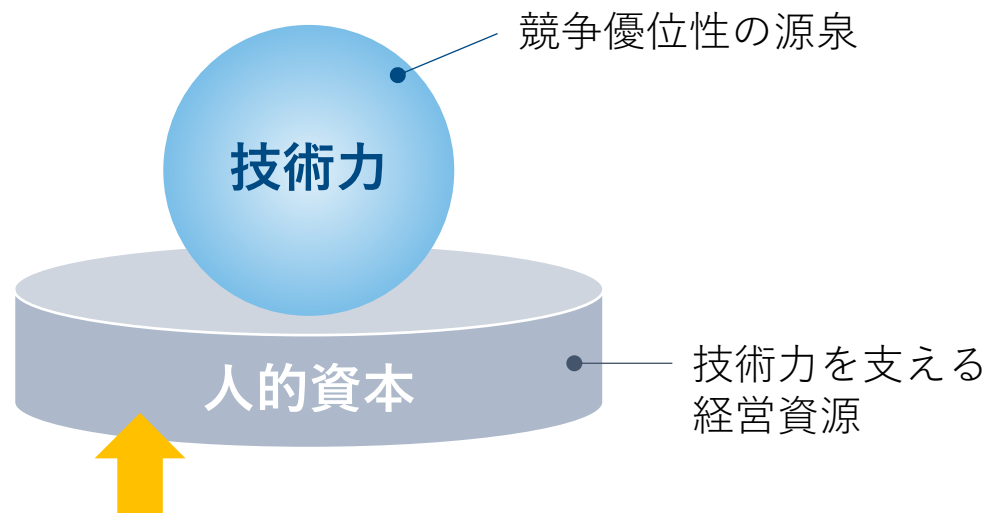 競争優位性の源泉
技術力
技術力を支える
経営資源
人的資本